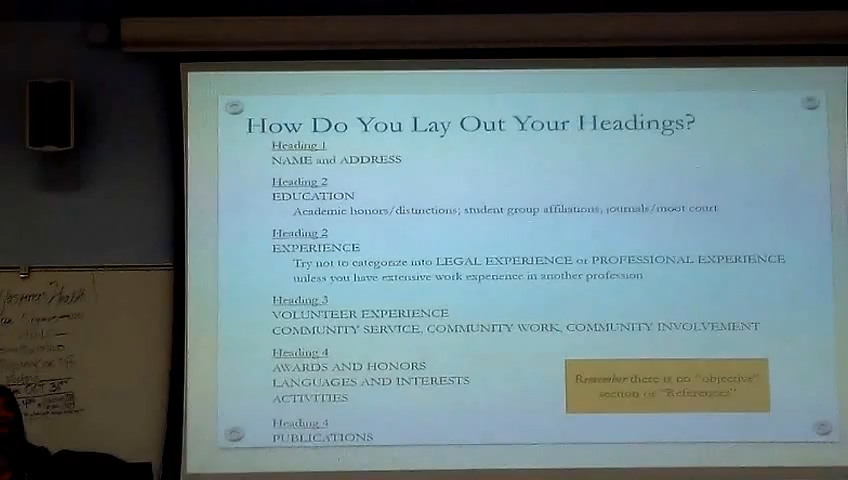 How Do You Lay Out Your Headings?
Heading 1
NAME and ADDRESS
Heading 2
EDUCATION
Academic honors/distinctions; student group affiliations; journals/moot court
Heading 2
EXPERIENCE
Try not to categorize into LEGAL EXPERIENCE or PROFESSIONAL EXPERIENCE
unless you have extensive work experience in another profession
Heading 3
VOLUNTEER EXPERIENCE
COMMUNITY SERVICE, COMMUNITY WORK, COMMUNITY INVOLVEMENT
Heading 4
AWARDS AND HONORS
LANGUAGES AND INTERESTS
ACTIVITIES
Heading 4
PUBLICATIONS
Remember there is no "objective"
section or "References"
Health